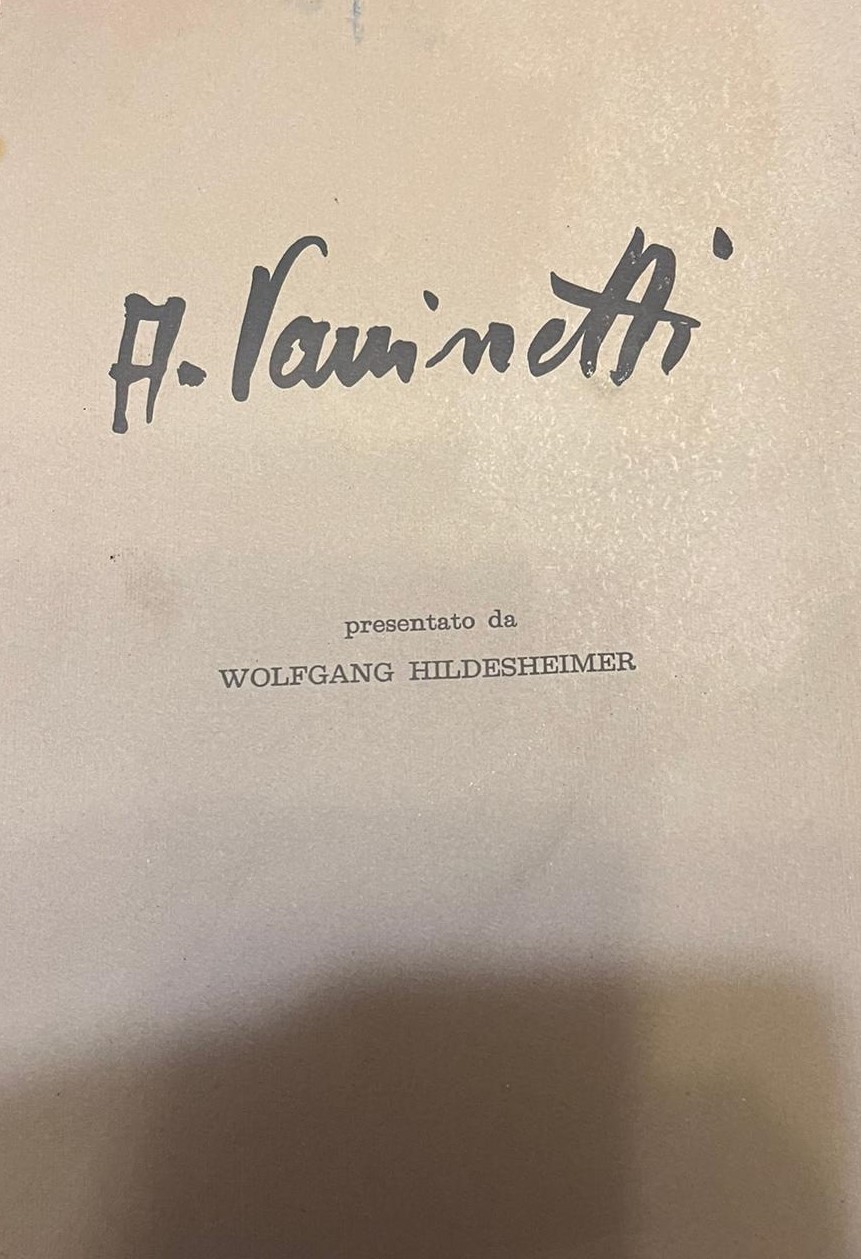 A. Vaninetti
presentato da
WOLFGANG HILDESHEIMER